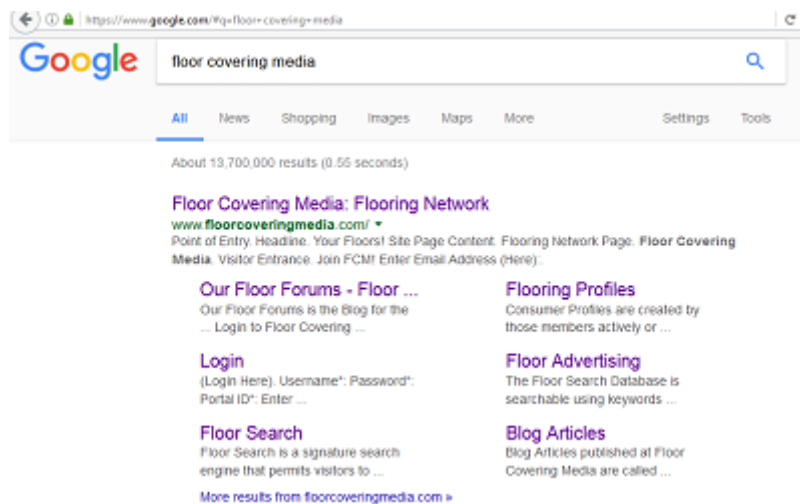 https://www.google.com/#q=floor+covering+media
Google
floor covering media
All News Shopping Images Maps More Settings Tools
About 13,700,000 results (0.55 seconds)
Floor Covering Media: Flooring Network
www.floorcoveringmedia.com/
Point of Entry. Headline. Your Floors! Site Page Content. Flooring Network Page. Floor Covering
Media. Visitor Entrance. Join FCM! Enter Email Address (Here):.
Our Floor Forums - Floor ...
Our Floor Forums is the Blog for the
... Login to Floor Covering ...
Flooring Profiles
Consumer Profiles are created by
those members actively or ...
Login
(Login Here). Username*: Password*:
Portal ID*: Enter ...
Floor Advertising
The Floor Search Database is
searchable using keywords ...
Floor Search
Floor Search is a signature search
engine that permits visitors to ...
Blog Articles
Blog Articles published at Floor
Covering Media are called ...
More results from floorcoveringmedia.com »